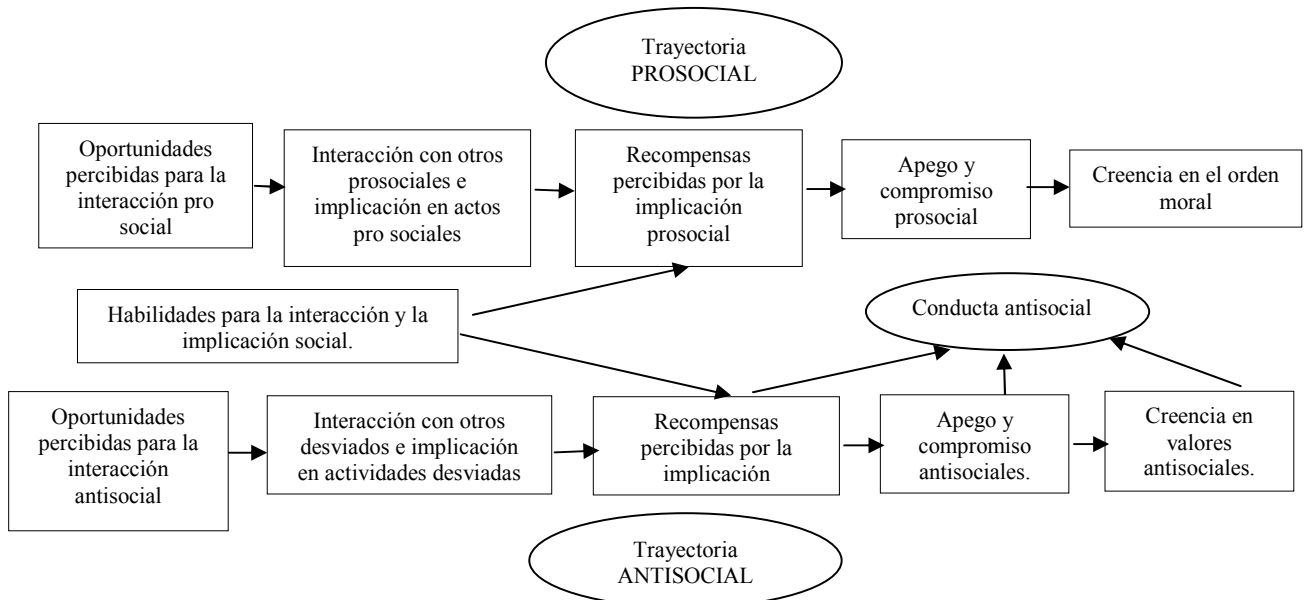 Trayectoria
PROSOCIAL
Oportunidades
percibidas para la
interacción pro
social
Interacción con otros
prosociales e
implicación en actos
pro sociales
Recompensas
percibidas por la
implicación
prosocial
Apego y
compromiso
prosocial
Creencia en el orden
moral
Habilidades para la interacción y la
implicación social.
Conducta antisocial
Oportunidades
percibidas para la
interacción
antisocial
Interacción con otros
desviados e implicación
en actividades desviadas
Recompensas
percibidas por la
implicación
Apego y
compromiso
antisociales.
Creencia en
valores
antisociales.
Trayectoria
ANTISOCIAL